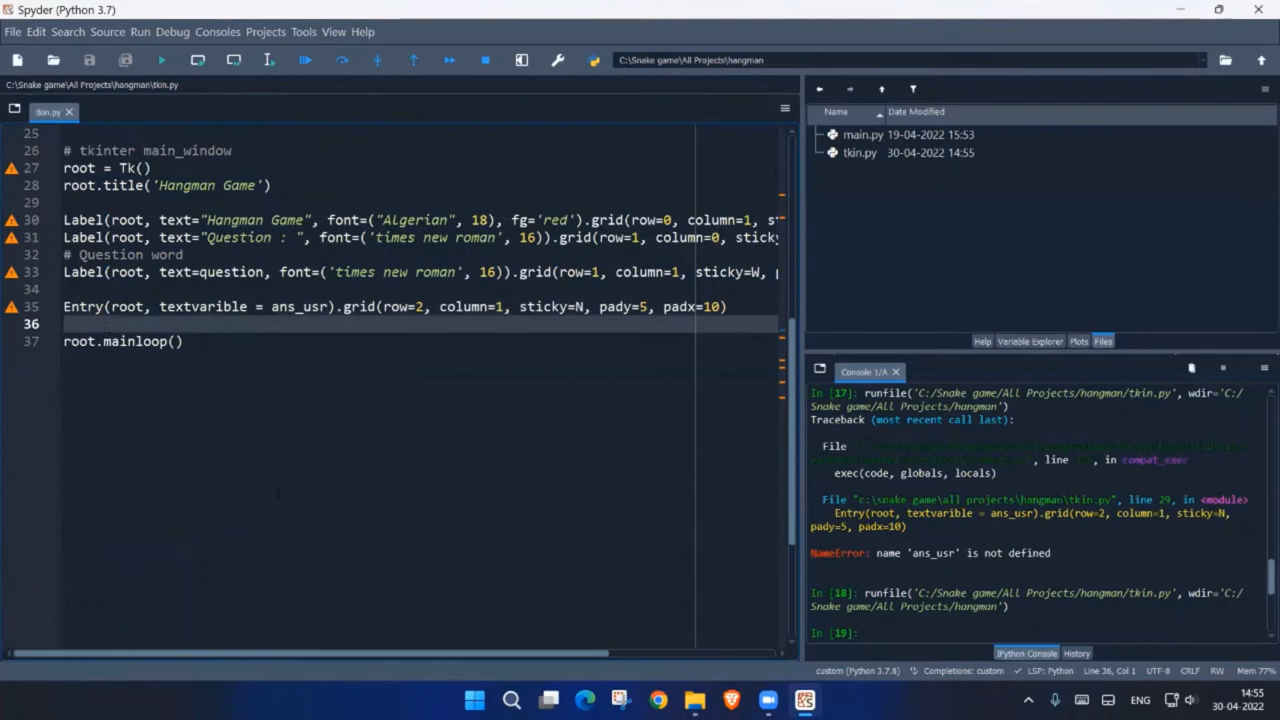 Spyder (Python 3.7)
File Edit Search Source Run Debug Consoles Projects Tools View Help
C:\Snake game\All Projects\hangman
C:\Snake game\All Projects\hangman\tkin.py
tkin.py
25
26 # tkinter main_window
27 root = Tk()
28 root.title('Hangman Game')
29
30 Label(root, text="Hangman Game", font=("Algerian", 18), fg='red').grid(row=0, column=1, s
31 Label(root, text="Question : ", font=('times new roman', 16)).grid(row=1, column=0, stick
32 # Question word
33 Label(root, text=question, font=('times new roman', 16)).grid(row=1, column=1, sticky=W, p
34
35 Entry(root, textvarible = ans_usr).grid(row=2, column=1, sticky=N, pady=5, padx=10)
36
37 root.mainloop()
Name Date Modified
main.py 19-04-2022 15:53
tkin.py 30-04-2022 14:55
Help Variable Explorer Plots Files
Console 1/A
In [17]: runfile('C:/Snake game/All Projects/hangman/tkin.py', wdir='C:/
Snake game/All Projects/hangman')
Traceback (most recent call last):
File "
, line , in compat_exec
exec(code, globals, locals)
File "c:\snake game\all projects\hangman\tkin.py", line 29, in <module>
Entry(root, textvarible = ans_usr).grid(row=2, column=1, sticky=N,
pady=5, padx=10)
NameError: name 'ans_usr' is not defined
In [18]: runfile('C:/Snake game/All Projects/hangman/tkin.py', wdir='C:/
Snake game/All Projects/hangman')
In [19]:
IPython Console History
custom (Python 3.7.8) Completions: custom LSP: Python Line 36, Col 1 UTF-8 CRLF RW Mem 77%
ENG
14:55
30-04-2022